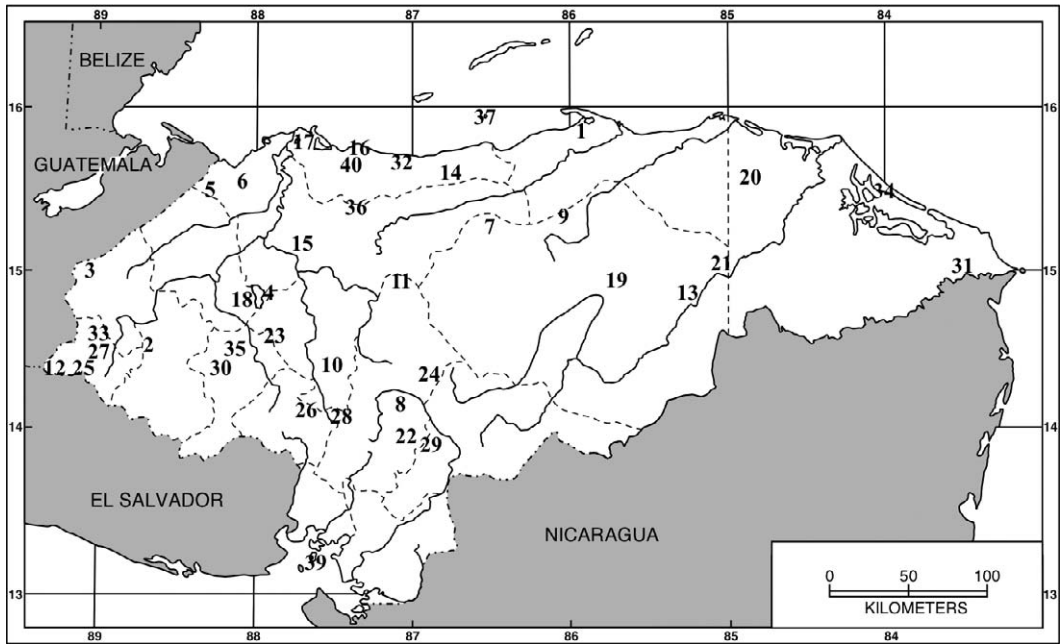 89 88 87 86 85 84
BELIZE
16 37 16
17 16 1
GUATEMALA 40 32
5 6 14 20
36 34
9
7
15
3 15 11 21 31 15
19
18 4 13
33 23
2 35
27 10
12 25 30 24
26 28 8
14 22 29 14
EL SALVADOR
NICARAGUA
39
0 50 100
KILOMETERS
13 13
89 88 87 86 85 84